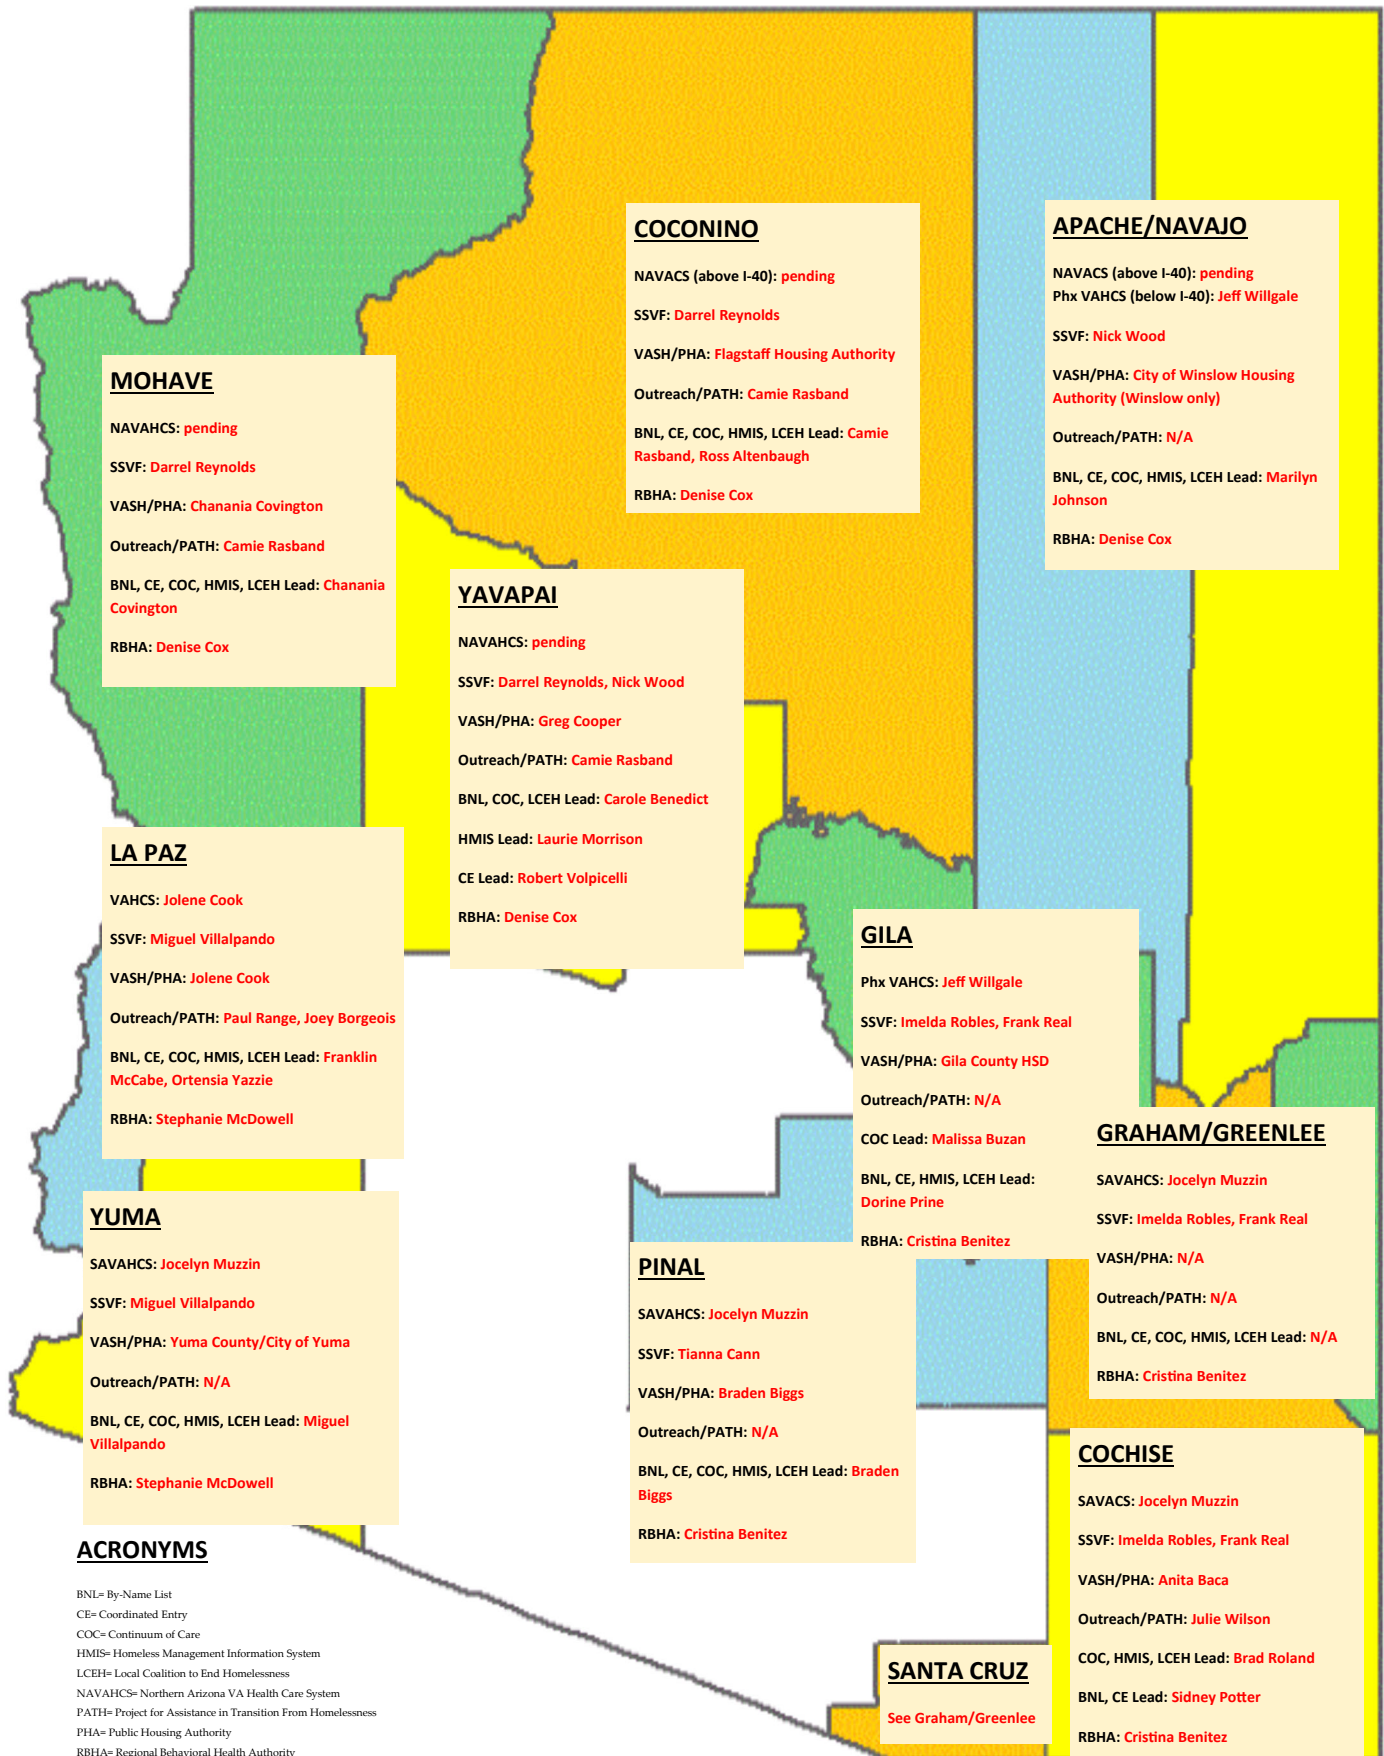 COCONINO
NAVACS (above I-40): pending
SSVF: Darrel Reynolds
VASH/PHA: Flagstaff Housing Authority
Outreach/PATH: Camie Rasband
BNL, CE, COC, HMIS, LCEH Lead: Camie
Rasband, Ross Altenbaugh
RBHA: Denise Cox
APACHE/NAVAJO
NAVACS (above I-40): pending
Phx VAHCS (below I-40): Jeff Willgale
SSVF: Nick Wood
VASH/PHA: City of Winslow Housing
Authority (Winslow only)
Outreach/PATH: N/A
BNL, CE, COC, HMIS, LCEH Lead: Marilyn
Johnson
RBHA: Denise Cox
MOHAVE
NAVAHCS: pending
SSVF: Darrel Reynolds
VASH/PHA: Chanania Covington
Outreach/PATH: Camie Rasband
BNL, CE, COC, HMIS, LCEH Lead: Chanania
Covington
RBHA: Denise Cox
YAVAPAI
NAVAHCS: pending
SSVF: Darrel Reynolds, Nick Wood
VASH/PHA: Greg Cooper
Outreach/PATH: Camie Rasband
BNL, COC, LCEH Lead: Carole Benedict
HMIS Lead: Laurie Morrison
CE Lead: Robert Volpicelli
RBHA: Denise Cox
LA PAZ
VAHCS: Jolene Cook
SSVF: Miguel Villalpando
VASH/PHA: Jolene Cook
Outreach/PATH: Paul Range, Joey Borgeois
BNL, CE, COC, HMIS, LCEH Lead: Franklin
McCabe, Ortensia Yazzie
RBHA: Stephanie McDowell
GILA
Phx VAHCS: Jeff Willgale
SSVF: Imelda Robles, Frank Real
VASH/PHA: Gila County HSD
Outreach/PATH: N/A
COC Lead: Malissa Buzan
BNL, CE, HMIS, LCEH Lead:
Dorine Prine
RBHA: Cristina Benitez
GRAHAM/GREENLEE
SAVAHCS: Jocelyn Muzzin
SSVF: Imelda Robles, Frank Real
VASH/PHA: N/A
Outreach/PATH: N/A
BNL, CE, COC, HMIS, LCEH Lead: N/A
RBHA: Cristina Benitez
YUMA
SAVAHCS: Jocelyn Muzzin
SSVF: Miguel Villalpando
VASH/PHA: Yuma County/City of Yuma
Outreach/PATH: N/A
BNL, CE, COC, HMIS, LCEH Lead: Miguel
Villalpando
RBHA: Stephanie McDowell
PINAL
SAVAHCS: Jocelyn Muzzin
SSVF: Tianna Cann
VASH/PHA: Braden Biggs
Outreach/PATH: N/A
BNL, CE, COC, HMIS, LCEH Lead: Braden
Biggs
RBHA: Cristina Benitez
COCHISE
SAVACS: Jocelyn Muzzin
SSVF: Imelda Robles, Frank Real
VASH/PHA: Anita Baca
Outreach/PATH: Julie Wilson
COC, HMIS, LCEH Lead: Brad Roland
BNL, CE Lead: Sidney Potter
RBHA: Cristina Benitez
SANTA CRUZ
See Graham/Greenlee
ACRONYMS
BNL= By-Name List
CE= Coordinated Entry
COC= Continuum of Care
HMIS= Homeless Management Information System
LCEH= Local Coalition to End Homelessness
NAVAHCS= Northern Arizona VA Health Care System
PATH= Project for Assistance in Transition From Homelessness
PHA= Public Housing Authority
RBHA= Regional Behavioral Health Authority